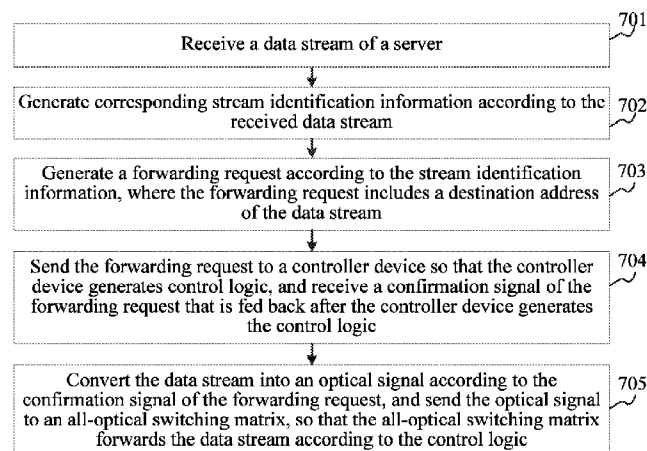 701
Receive a data stream of a server
Generate corresponding stream identification information according to the
received data stream
702
Generate a forwarding request according to the stream identification
information, where the forwarding request includes a destination address
of the data stream
703
Send the forwarding request to a controller device so that the controller
device generates control logic, and receive a confirmation signal of the
forwarding request that is fed back after the controller device generates
the control logic
704
Convert the data stream into an optical signal according to the
confirmation signal of the forwarding request, and send the optical signal
to an all-optical switching matrix, so that the all-optical switching matrix
forwards the data stream according to the control logic
705